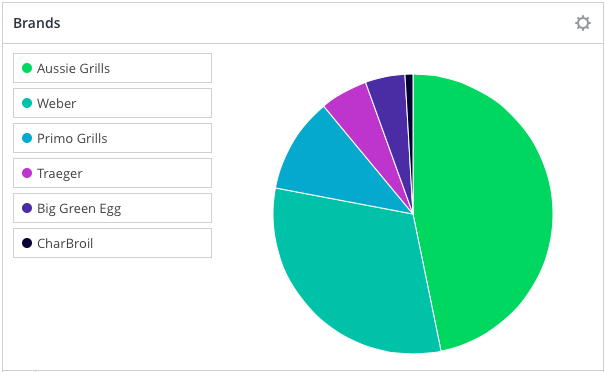 Brands
Aussie Grills
Weber
Primo Grills
Traeger
Big Green Egg
CharBroil